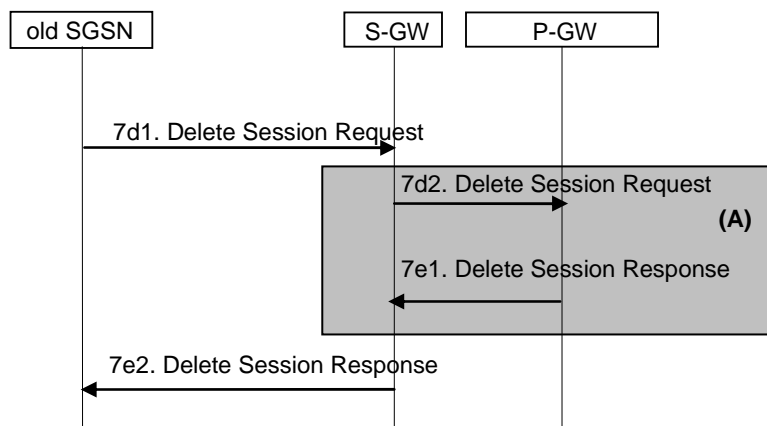 old SGSN
S-GW
P-GW
7d1. Delete Session Request
7d2. Delete Session Request
(A)
7e1. Delete Session Response
7e2. Delete Session Response